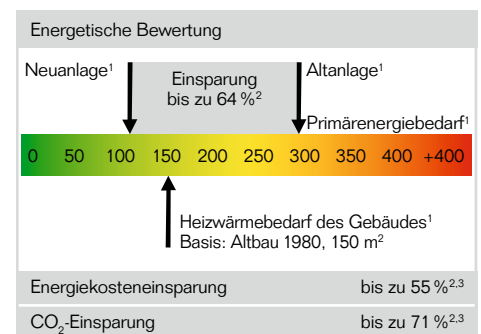 Energetische Bewertung
Neuanlage¹
Einsparung
bis zu 64 %²
Altanlage¹
Primärenergiebedarf¹
0 50 100 150 200 250 300 350 400 +400
Heizwärmebedarf des Gebäudes¹
Basis: Altbau 1980, 150 m²
Energiekosteneinsparung bis zu 55 %²,³
CO₂-Einsparung bis zu 71 %²,³